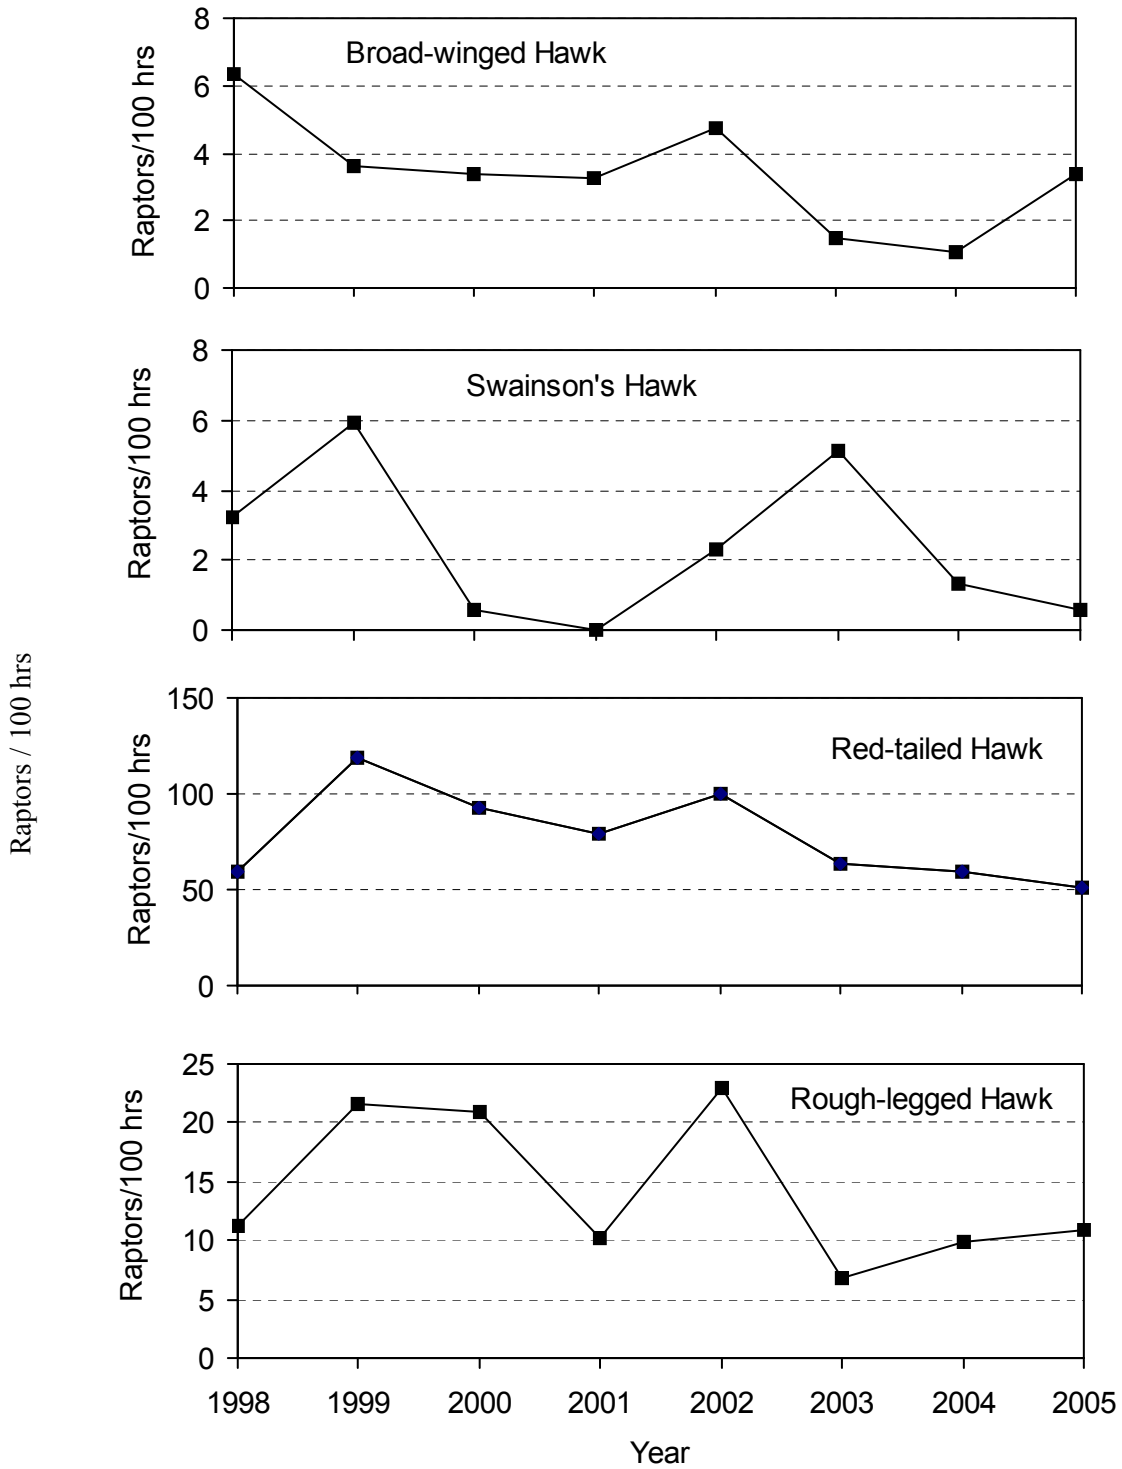 Raptors / 100 hrs
Raptors/100 hrs
8
6
4
2
0
Broad-winged Hawk
Raptors/100 hrs
8
6
4
2
0
Swainson's Hawk
Raptors/100 hrs
150
100
50
0
Red-tailed Hawk
Raptors/100 hrs
25
20
15
10
5
0
Rough-legged Hawk
1998 1999 2000 2001 2002 2003 2004 2005
Year